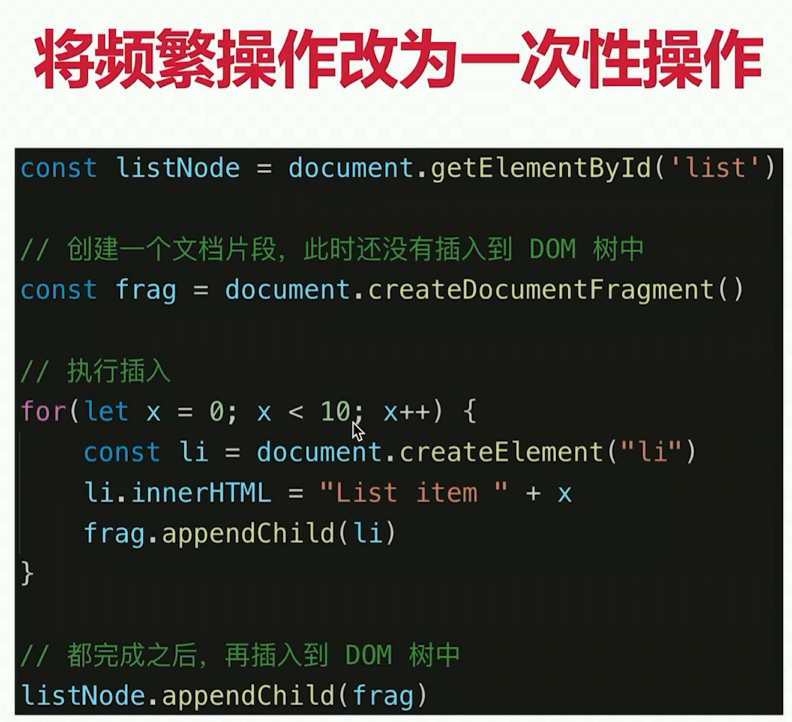 将频繁操作改为一次性操作
const listNode = document.getElementById('list')
// 创建一个文档片段，此时还没有插入到 DOM 树中
const frag = document.createDocumentFragment()
// 执行插入
for(let x = 0; x < 10; x++) {
    const li = document.createElement("li")
    li.innerHTML = "List item " + x
    frag.appendChild(li)
}
// 都完成之后，再插入到 DOM 树中
listNode.appendChild(frag)